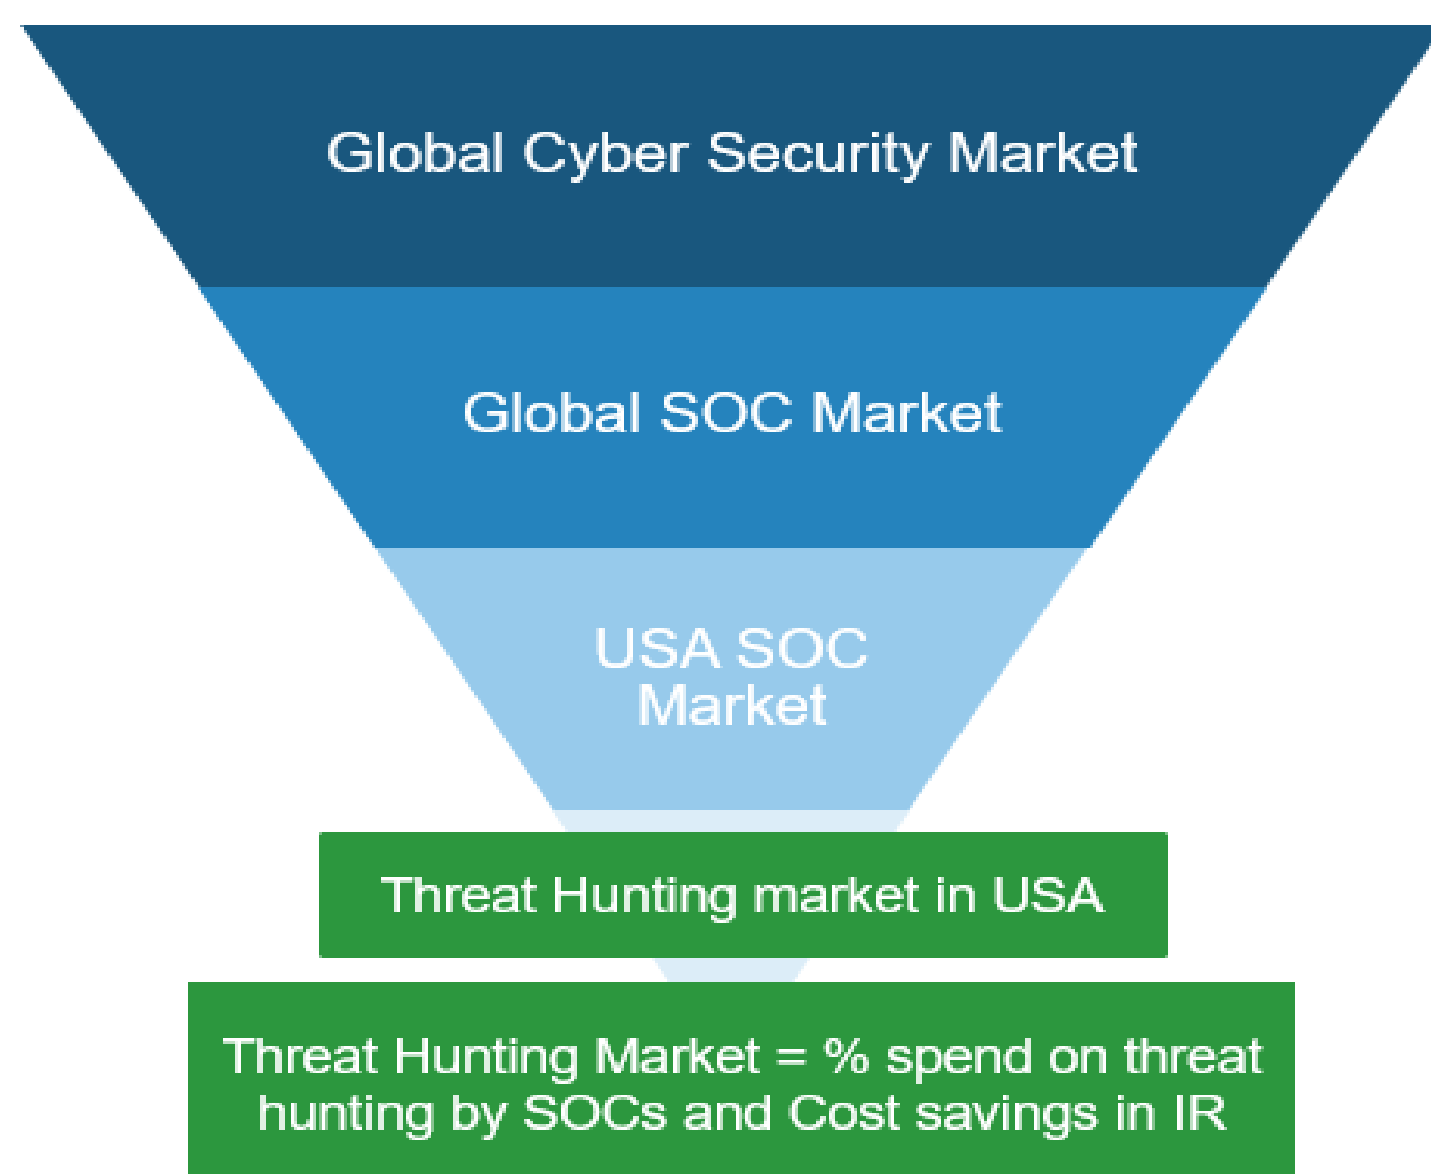 Global Cyber Security Market
Global SOC Market
USA SOC
Market
Threat Hunting market in USA
Threat Hunting Market = % spend on threat
hunting by SOCs and Cost savings in IR